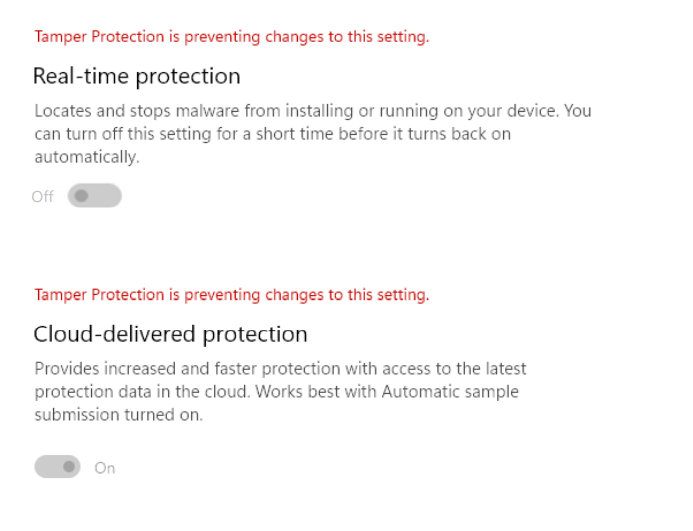 Tamper Protection is preventing changes to this setting.
Real-time protection
Locates and stops malware from installing or running on your device. You
can turn off this setting for a short time before it turns back on
automatically.
Off
Tamper Protection is preventing changes to this setting.
Cloud-delivered protection
Provides increased and faster protection with access to the latest
protection data in the cloud. Works best with Automatic sample
submission turned on.
On